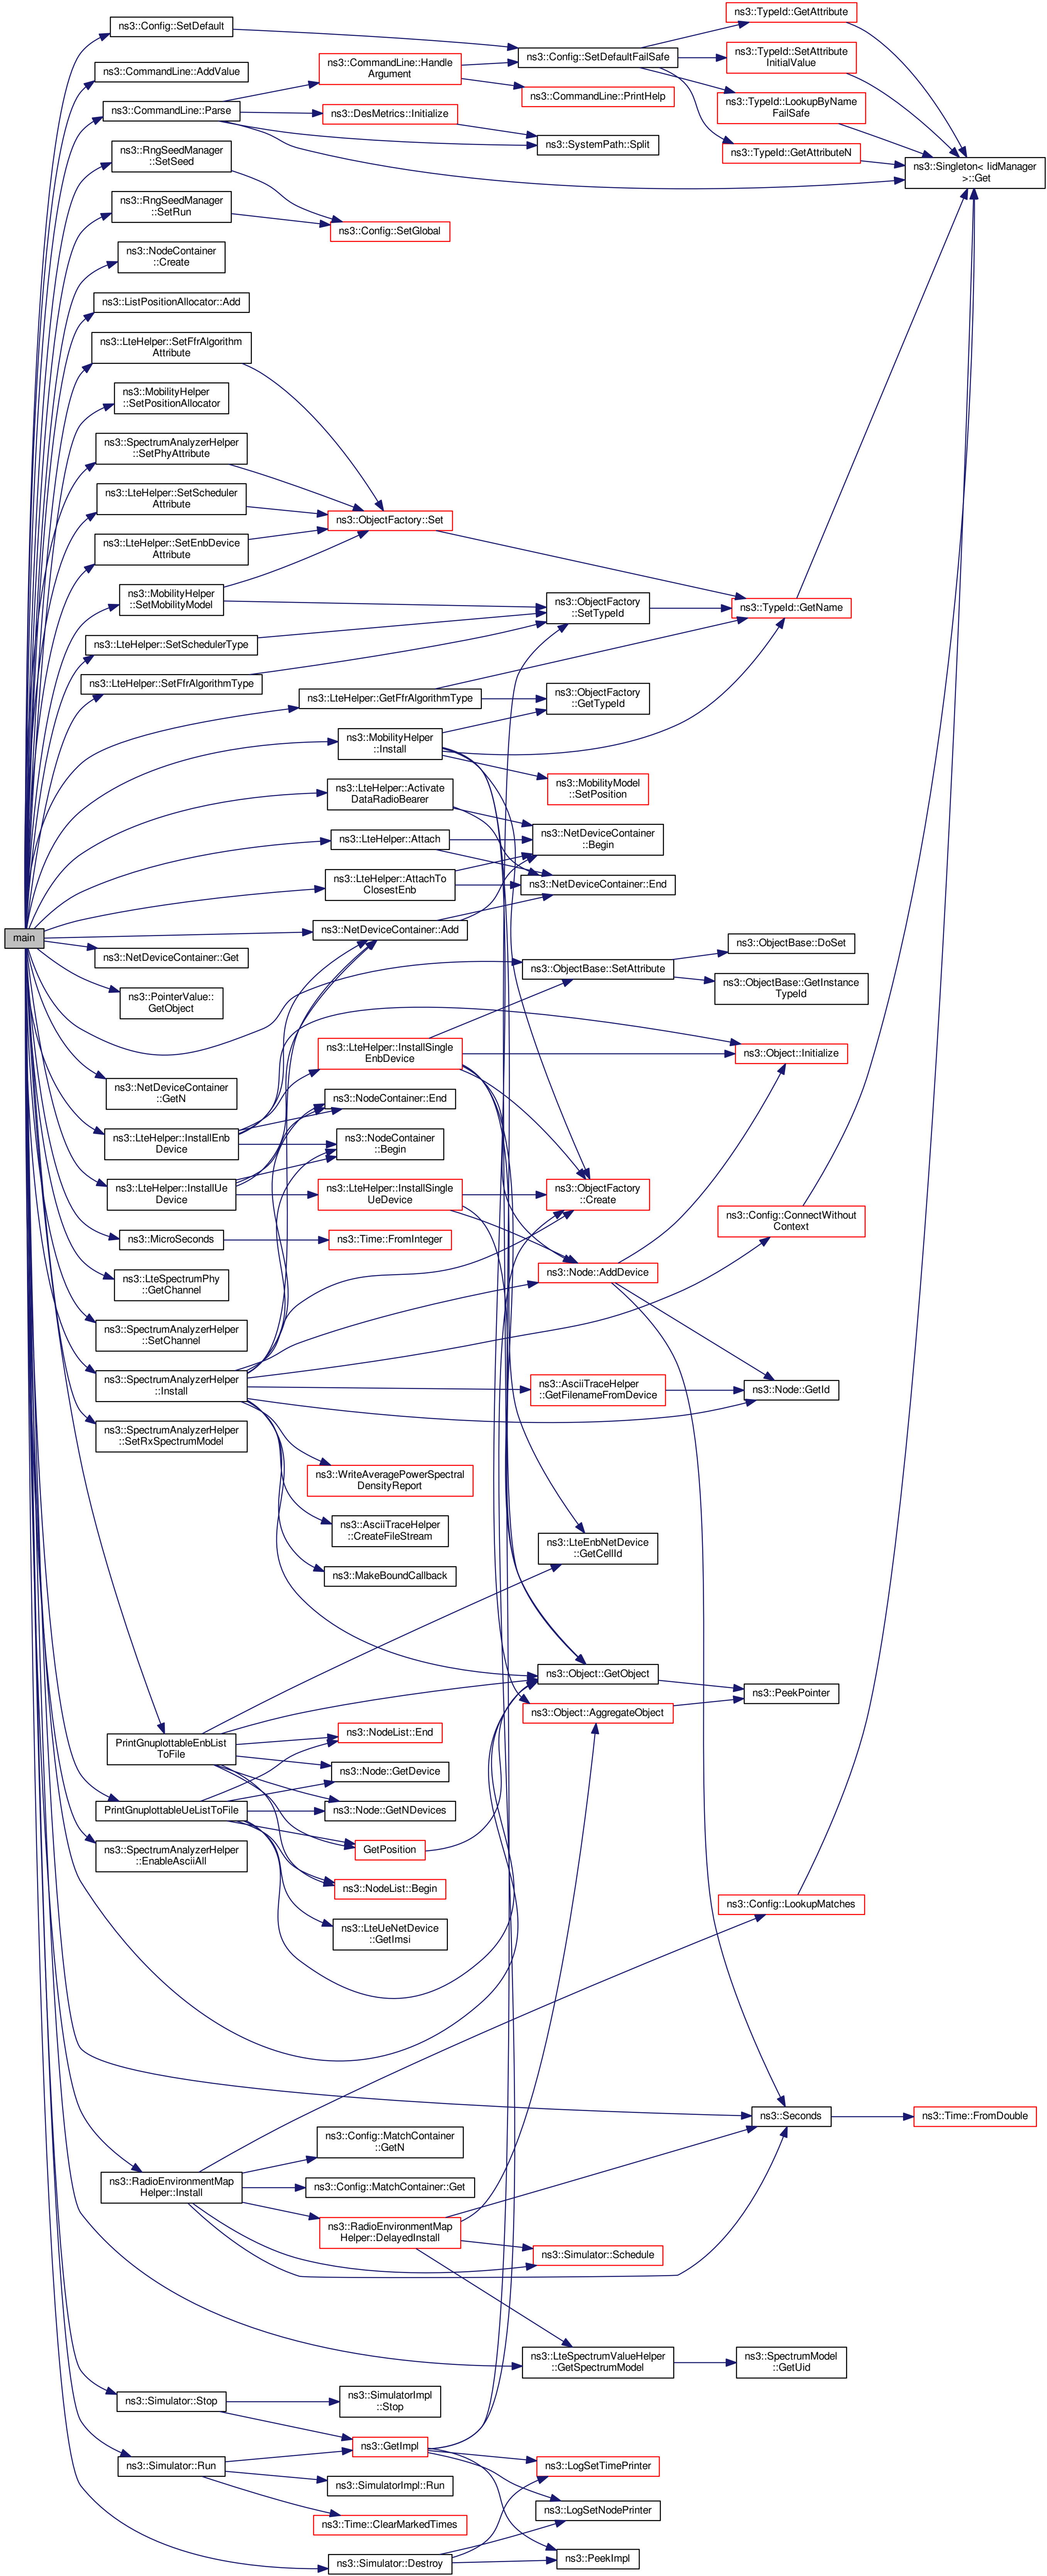 ns3::TypeId::GetAttribute
ns3::Config::SetDefault
ns3::TypeId::SetAttribute
InitialValue
ns3::Config::SetDefaultFailSafe
ns3::CommandLine::Handle
Argument
ns3::CommandLine::AddValue
ns3::CommandLine::PrintHelp
ns3::TypeId::LookupByName
FailSafe
ns3::CommandLine::Parse
ns3::DesMetrics::Initialize
ns3::SystemPath::Split
ns3::TypeId::GetAttributeN
ns3::RngSeedManager
::SetSeed
ns3::Singleton< IidManager
>::Get
ns3::RngSeedManager
::SetRun
ns3::Config::SetGlobal
ns3::NodeContainer
::Create
ns3::ListPositionAllocator::Add
ns3::LteHelper::SetFfrAlgorithm
Attribute
ns3::MobilityHelper
::SetPositionAllocator
ns3::SpectrumAnalyzerHelper
::SetPhyAttribute
ns3::LteHelper::SetScheduler
Attribute
ns3::ObjectFactory::Set
ns3::LteHelper::SetEnbDevice
Attribute
ns3::MobilityHelper
::SetMobilityModel
ns3::ObjectFactory
::SetTypeId
ns3::TypeId::GetName
ns3::LteHelper::SetSchedulerType
ns3::LteHelper::SetFfrAlgorithmType
ns3::LteHelper::GetFfrAlgorithmType
ns3::ObjectFactory
::GetTypeId
ns3::MobilityHelper
::Install
ns3::MobilityModel
::SetPosition
ns3::LteHelper::Activate
DataRadioBearer
ns3::LteHelper::Attach
ns3::NetDeviceContainer
::Begin
ns3::LteHelper::AttachTo
ClosestEnb
ns3::NetDeviceContainer::End
ns3::NetDeviceContainer::Add
main
ns3::NetDeviceContainer::Get
ns3::ObjectBase::DoSet
ns3::ObjectBase::SetAttribute
ns3::ObjectBase::GetInstance
TypeId
ns3::PointerValue::
GetObject
ns3::LteHelper::InstallSingle
EnbDevice
ns3::Object::Initialize
ns3::NetDeviceContainer
::GetN
ns3::NodeContainer::End
ns3::LteHelper::InstallEnb
Device
ns3::NodeContainer
::Begin
ns3::LteHelper::InstallUe
Device
ns3::LteHelper::InstallSingle
UeDevice
ns3::ObjectFactory
::Create
ns3::Config::ConnectWithout
Context
ns3::MicroSeconds
ns3::Time::FromInteger
ns3::LteSpectrumPhy
::GetChannel
ns3::Node::AddDevice
ns3::SpectrumAnalyzerHelper
::SetChannel
ns3::SpectrumAnalyzerHelper
::Install
ns3::AsciiTraceHelper
::GetFilenameFromDevice
ns3::Node::GetId
ns3::SpectrumAnalyzerHelper
::SetRxSpectrumModel
ns3::WriteAveragePowerSpectral
DensityReport
ns3::AsciiTraceHelper
::CreateFileStream
ns3::LteEnbNetDevice
::GetCellId
ns3::MakeBoundCallback
ns3::Object::GetObject
ns3::PeekPointer
ns3::Object::AggregateObject
PrintGnuplottableEnbList
ToFile
ns3::NodeList::End
ns3::Node::GetDevice
PrintGnuplottableUeListToFile
ns3::Node::GetNDevices
GetPosition
ns3::SpectrumAnalyzerHelper
::EnableAsciiAll
ns3::NodeList::Begin
ns3::Config::LookupMatches
ns3::LteUeNetDevice
::GetImsi
ns3::Seconds
ns3::Time::FromDouble
ns3::Config::MatchContainer
::GetN
ns3::RadioEnvironmentMap
Helper::Install
ns3::Config::MatchContainer::Get
ns3::RadioEnvironmentMap
Helper::DelayedInstall
ns3::Simulator::Schedule
ns3::LteSpectrumValueHelper
::GetSpectrumModel
ns3::SpectrumModel
::GetUid
ns3::Simulator::Stop
ns3::SimulatorImpl
::Stop
ns3::GetImpl
ns3::Simulator::Run
ns3::LogSetTimePrinter
ns3::SimulatorImpl::Run
ns3::LogSetNodePrinter
ns3::Time::ClearMarkedTimes
ns3::Simulator::Destroy
ns3::PeekImpl